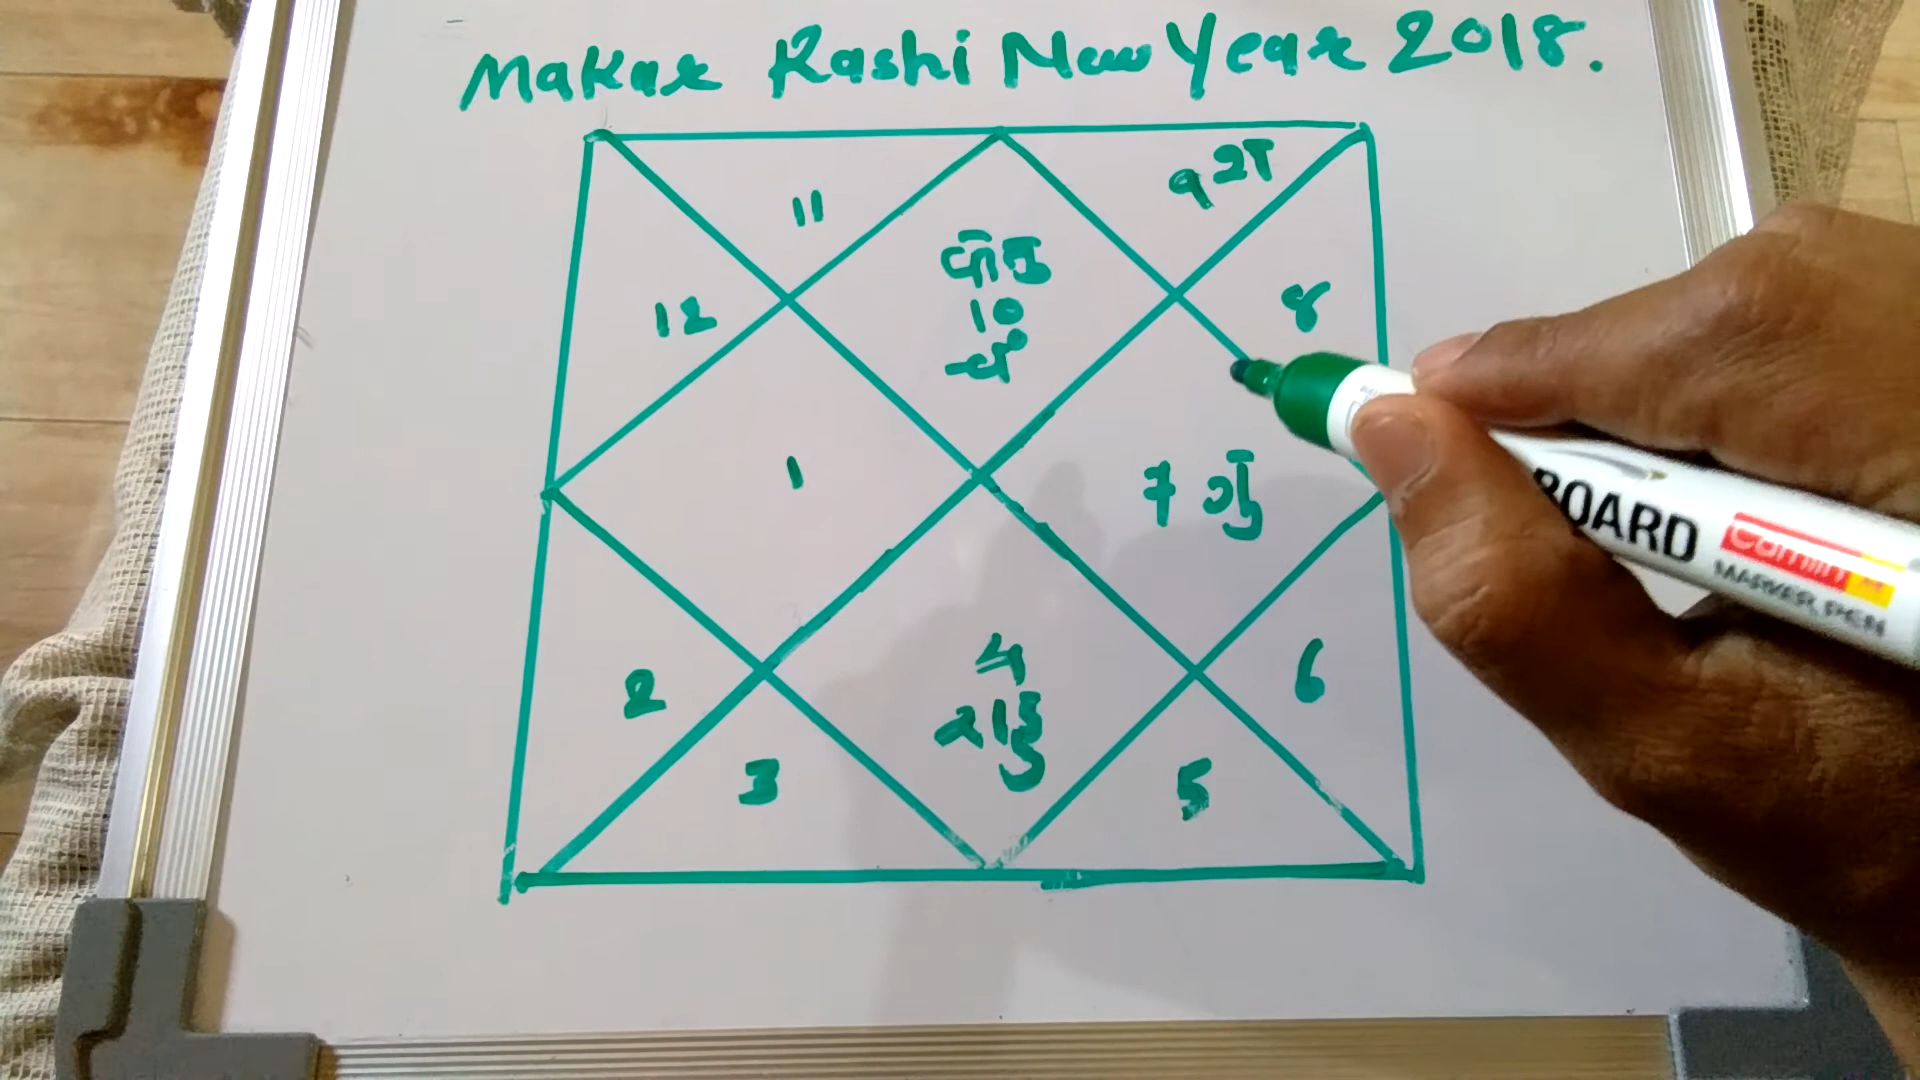 Makar Rashi New Year 2018.
11
9 श
के
12
10
8
चं
1
7 गु
4
रा
2
6
3
5
BOARD
Camlin
MARKER PEN